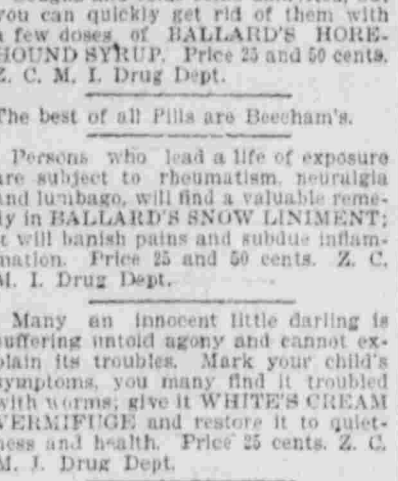 you can quickly get rid of them with
a few doses of BALLARD'S HORE-
HOUND SYRUP. Price 25 and 50 cents.
Z. C. M. I. Drug Dept.
The best of all Pills are Beecham's.
Persons who lead a life of exposure
are subject to rheumatism, neuralgia
and lumbago, will find a valuable reme-
dy in BALLARD'S SNOW LINIMENT;
it will banish pains and subdue inflam-
mation. Price 25 and 50 cents. Z. C.
M. I. Drug Dept.
Many an innocent little darling is
suffering untold agony and cannot ex-
plain its troubles. Mark your child's
symptoms, you many find it troubled
with worms; give it WHITE'S CREAM
VERMIFUGE and restore it to quiet-
ness and health. Price 25 cents. Z. C.
M. I. Drug Dept.